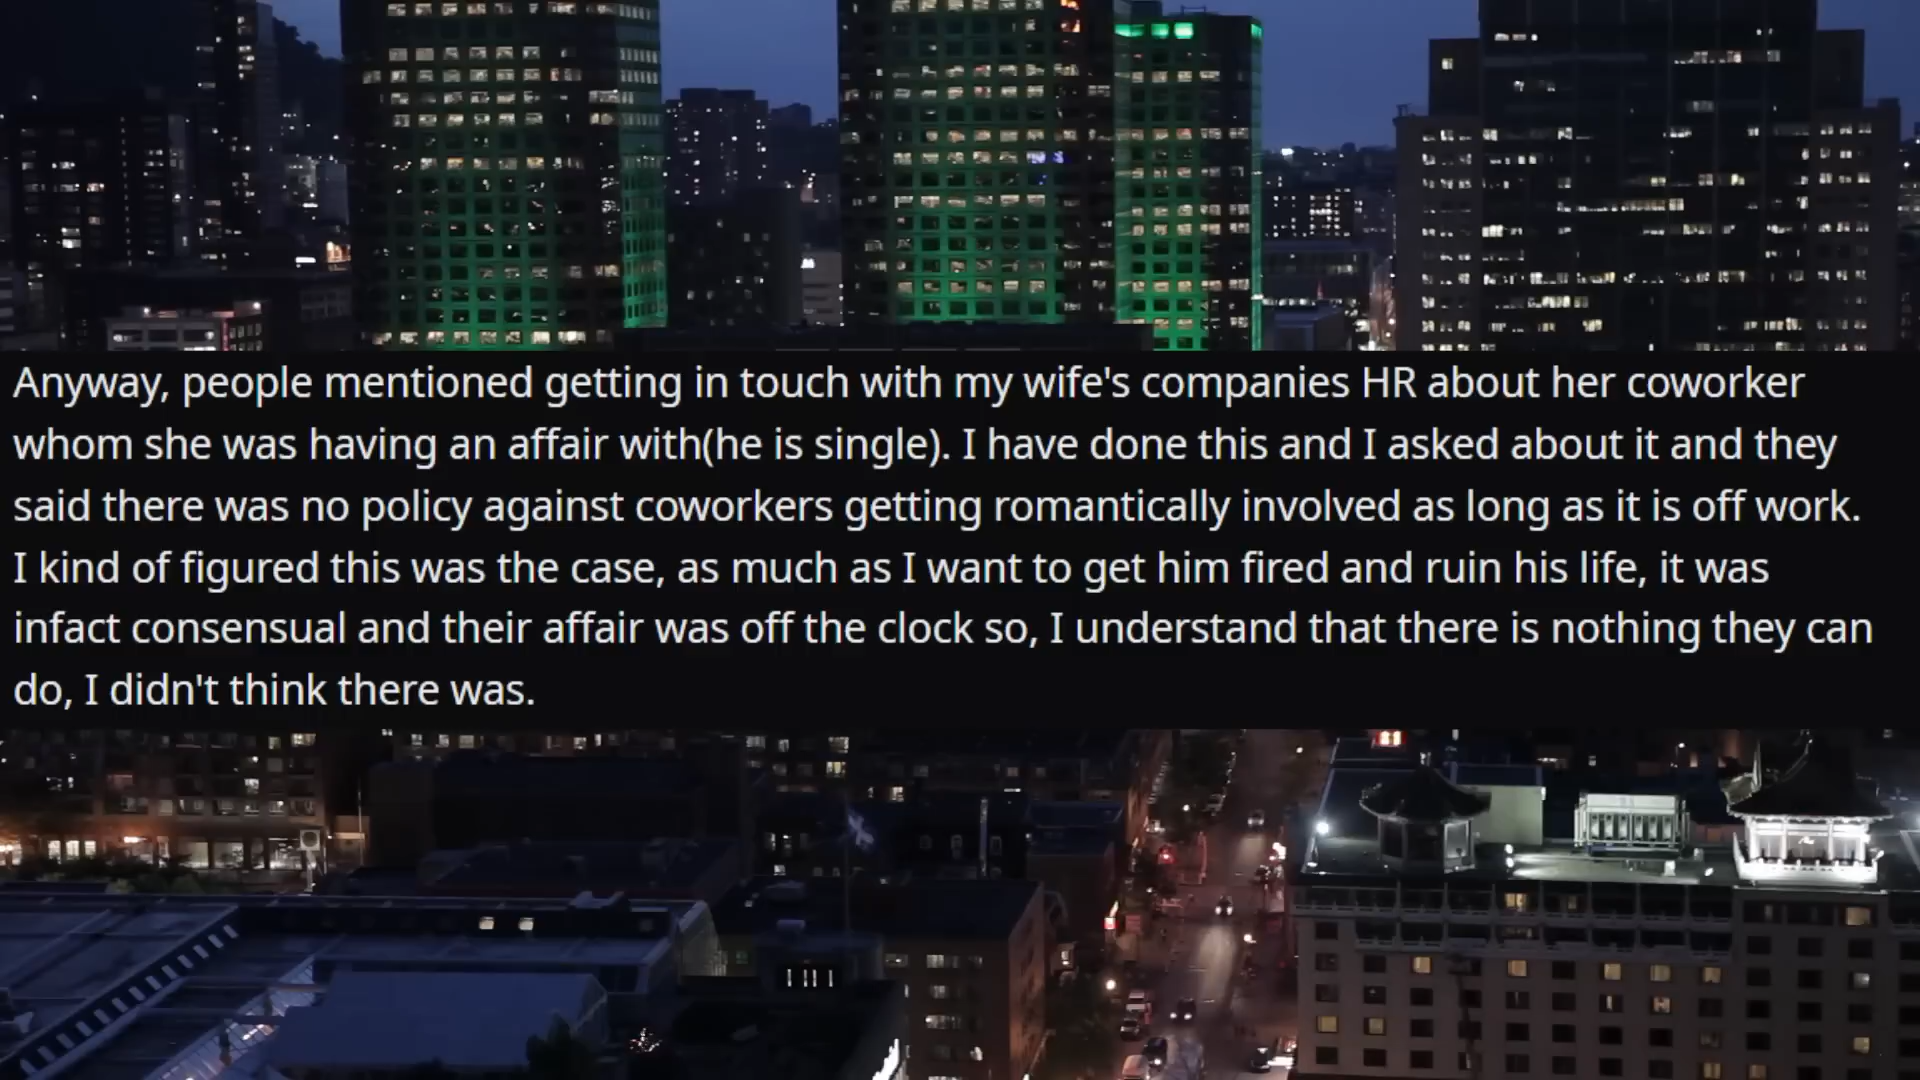 Anyway, people mentioned getting in touch with my wife's companies HR about her coworker
whom she was having an affair with(he is single). I have done this and I asked about it and they
said there was no policy against coworkers getting romantically involved as long as it is off work.
I kind of figured this was the case, as much as I want to get him fired and ruin his life, it was
infact consensual and their affair was off the clock so, I understand that there is nothing they can
do, I didn't think there was.